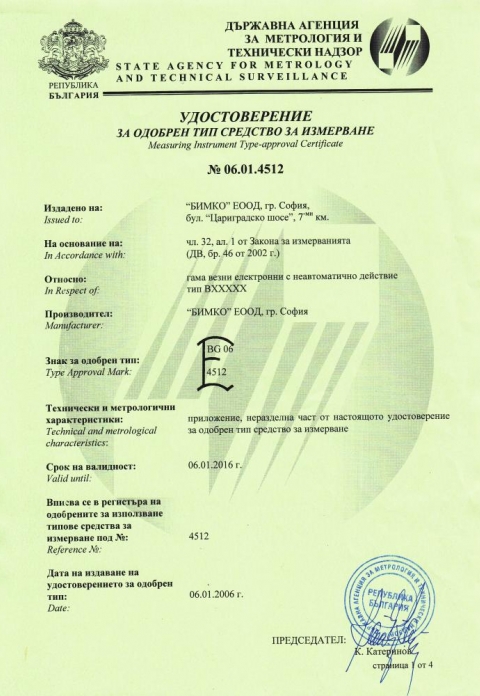 ДЪРЖАВНА АГЕНЦИЯ
ЗА МЕТРОЛОГИЯ И
ТЕХНИЧЕСКИ НАДЗОР
STATE AGENCY FOR METROLOGY
AND TECHNICAL SURVEILLANCE
РЕПУБЛИКА
БЪЛГАРИЯ
УДОСТОВЕРЕНИЕ
ЗА ОДОБРЕН ТИП СРЕДСТВО ЗА ИЗМЕРВАНЕ
Measuring Instrument Type-approval Certificate
№ 06.01.4512
Издадено на:
Issued to:
"БИМКО" ЕООД, гр. София,
бул. "Цариградско шосе", 7-ми км.
На основание на:
In Accordance with:
чл. 32, ал. 1 от Закона за измерванията
(ДВ, бр. 46 от 2002 г.)
Относно:
In Respect of:
гама везни електронни с неавтоматично действие
тип BXXXXX
Производител:
Manufacturer:
"БИМКО" ЕООД, гр. София
Знак за одобрен тип:
Type Approval Mark:
BG 06
4512
Технически и метрологични
характеристики:
Technical and metrological
characteristics:
приложение, неразделна част от настоящото удостоверение
за одобрен тип средство за измерване
Срок на валидност:
Valid until:
06.01.2016 г.
Вписва се в регистъра на
одобрените за използване
типове средства за
измерване под №:
Reference №:
4512
Дата на издаване на
удостоверението за одобрен
тип:
Date:
06.01.2006 г.
РЕПУБЛИКА
БЪЛГАРИЯ
ПРЕДСЕДАТЕЛ:
К. Катеринов
страница 1 от 4